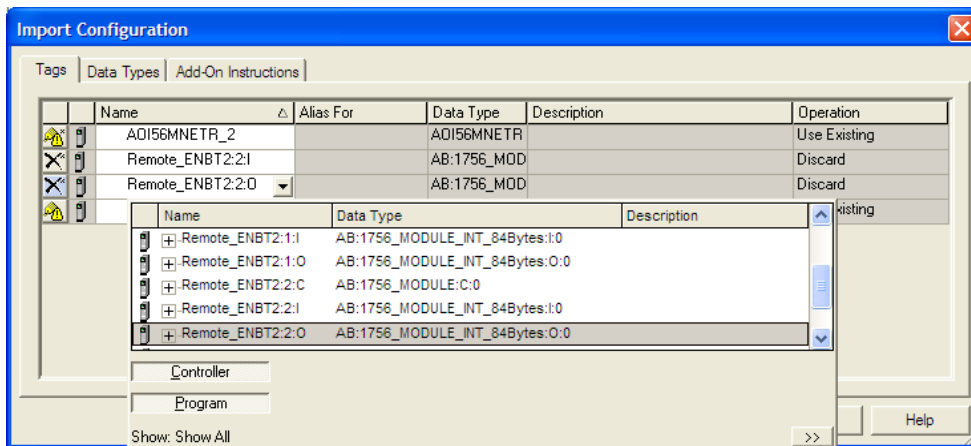 Import Configuration
Tags Data Types Add-On Instructions
Name Alias For Data Type Description Operation
AOI56MNETR_2 AOI56MNETR Use Existing
Remote_ENBT2:2:I AB:1756_MOD Discard
Remote_ENBT2:2:O AB:1756_MOD Discard
Name Data Type Description
Remote_ENBT2:1:I AB:1756_MODULE_INT_84Bytes:I:0
Remote_ENBT2:1:O AB:1756_MODULE_INT_84Bytes:O:0
Remote_ENBT2:2:C AB:1756_MODULE:C:0
Remote_ENBT2:2:I AB:1756_MODULE_INT_84Bytes:I:0
Remote_ENBT2:2:O AB:1756_MODULE_INT_84Bytes:O:0
Controller
Program
Show: Show All >>
Help